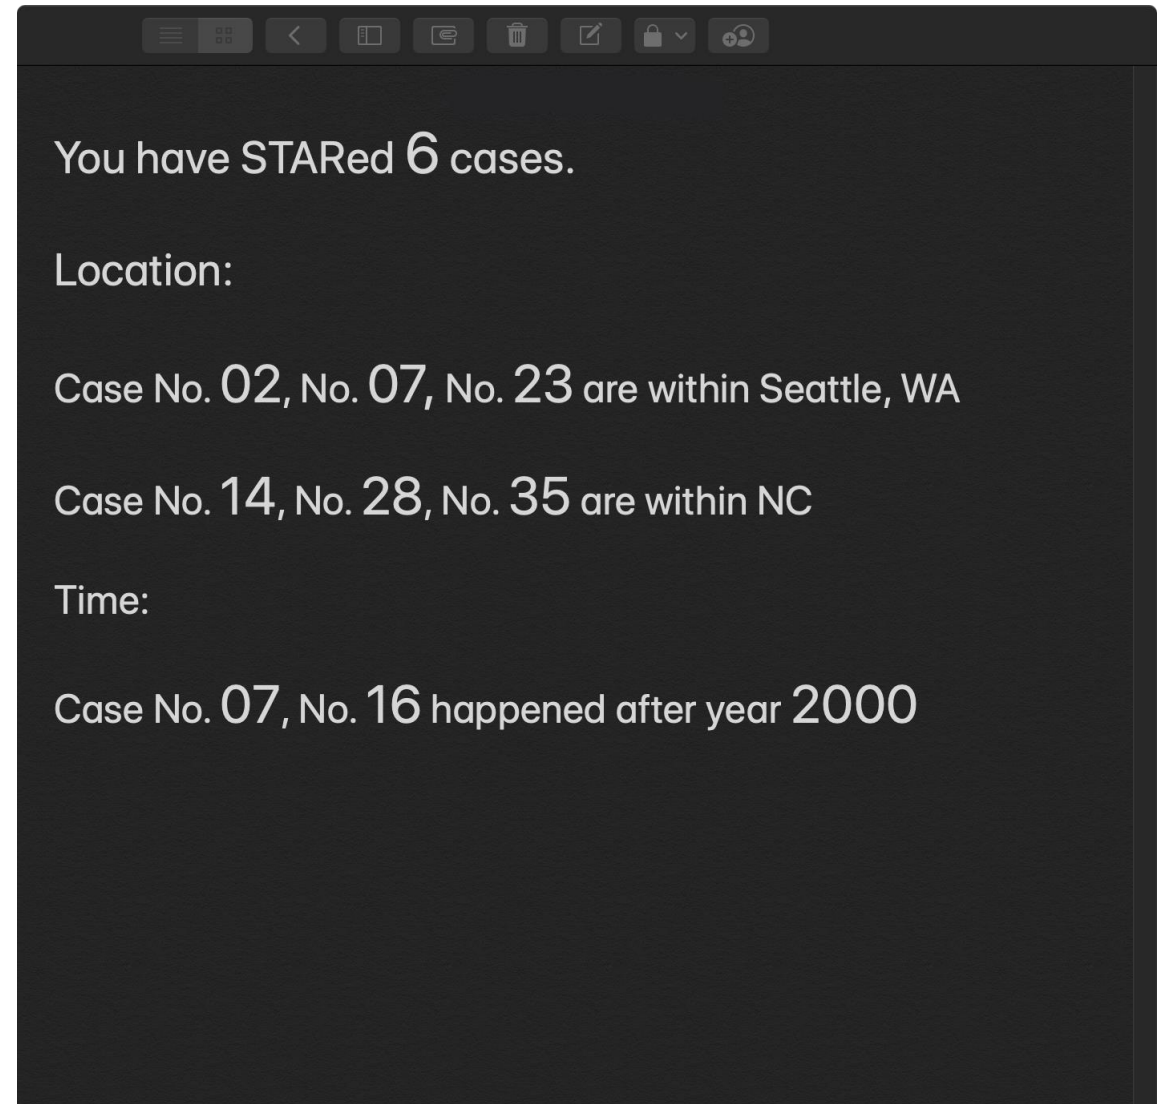 You have STARed 6 cases.
Location:
Case No. 02, No. 07, No. 23 are within Seattle, WA
Case No. 14, No. 28, No. 35 are within NC
Time:
Case No. 07, No. 16 happened after year 2000